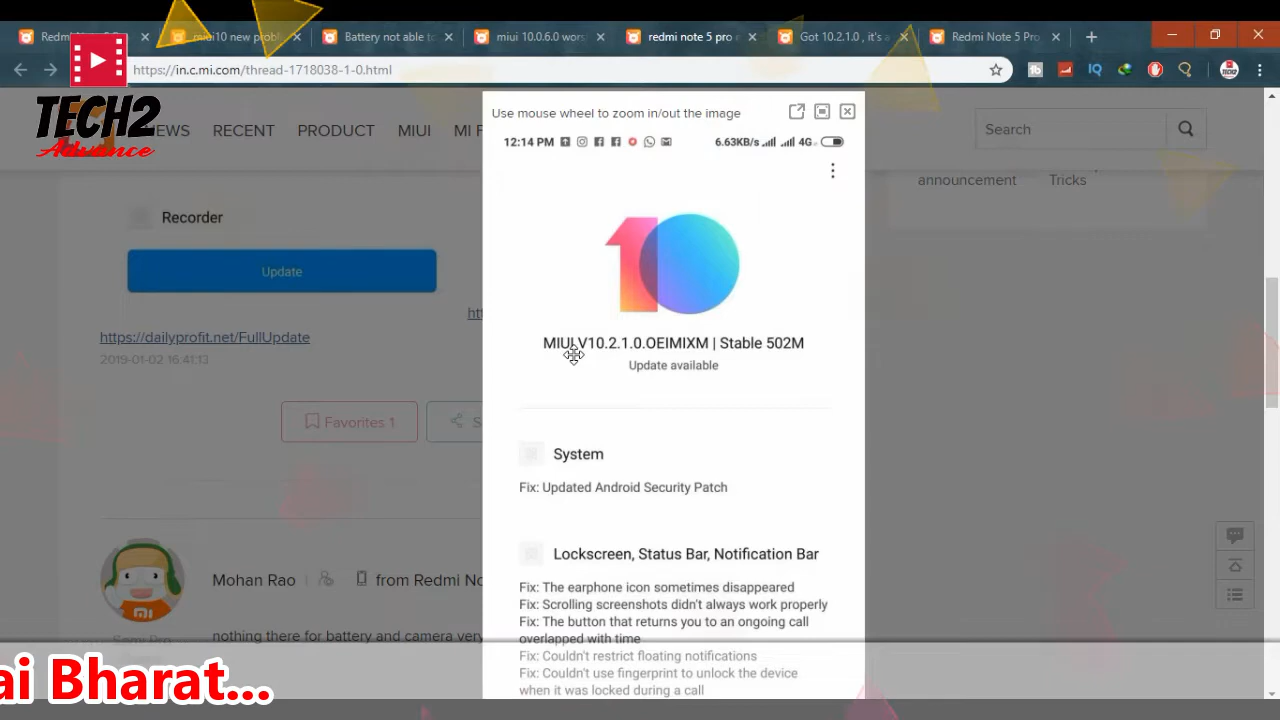 Redmi Note 5 Pro
miui10 new probl
Battery not able to
miui 10.0.6.0 wors
redmi note 5 pro
Got 10.2.1.0 , it's a
Redmi Note 5 Pro
https://in.c.mi.com/thread-1718038-1-0.html
IQ
TECH2
Advance
EWS
RECENT
PRODUCT
MIUI
MI F
Search
announcement
Tricks
Use mouse wheel to zoom in/out the image
12:14 PM
6.63KB/s
4G
10
MIUI V10.2.1.0.OEIMIXM | Stable 502M
Update available
System
Fix: Updated Android Security Patch
Lockscreen, Status Bar, Notification Bar
Fix: The earphone icon sometimes disappeared
Fix: Scrolling screenshots didn't always work properly
Fix: The button that returns you to an ongoing call
overlapped with time
Fix: Couldn't restrict floating notifications
Fix: Couldn't use fingerprint to unlock the device
when it was locked during a call
Recorder
Update
htt
https://dailyprofit.net/FullUpdate
2019-01-02 16:41:13
Favorites 1
S
Mohan Rao
from Redmi No
nothing there for battery and camera very
ai Bharat...